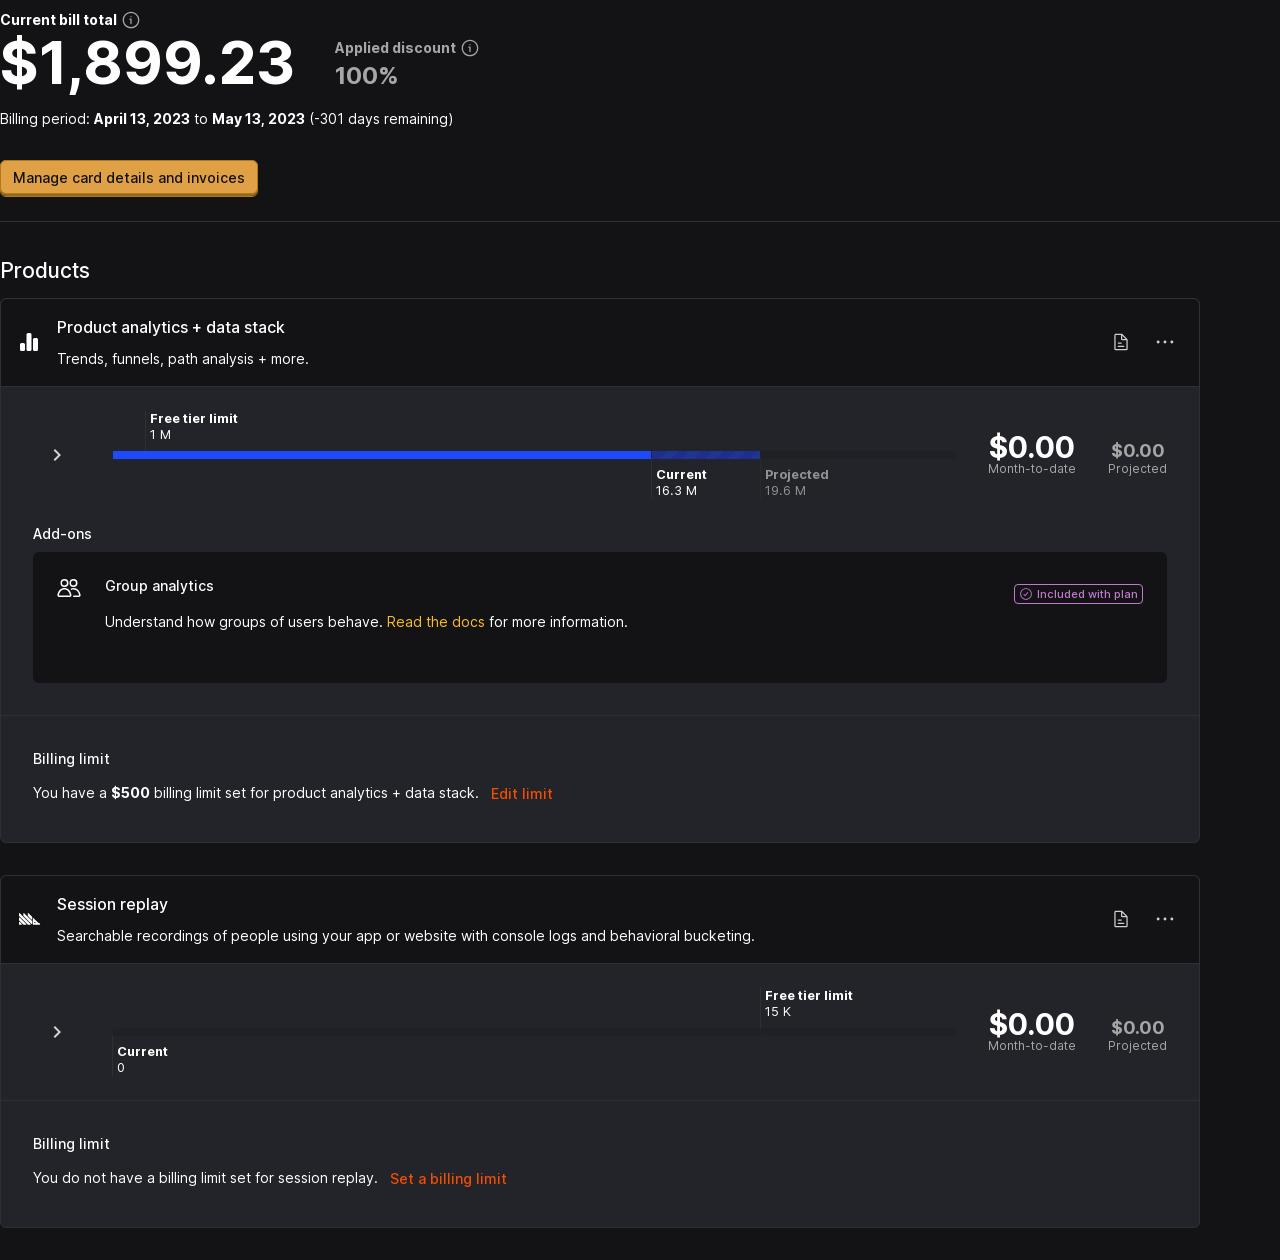 Current bill total
$1,899.23
Applied discount
100%
Billing period: April 13, 2023 to May 13, 2023 (-301 days remaining)
Manage card details and invoices
Products
Product analytics + data stack
Trends, funnels, path analysis + more.
Free tier limit
1 M
Current
16.3 M
Projected
19.6 M
$0.00
Month-to-date
$0.00
Projected
Add-ons
Group analytics
Included with plan
Understand how groups of users behave. Read the docs for more information.
Billing limit
You have a $500 billing limit set for product analytics + data stack. Edit limit
Session replay
Searchable recordings of people using your app or website with console logs and behavioral bucketing.
Free tier limit
15 K
Current
0
$0.00
Month-to-date
$0.00
Projected
Billing limit
You do not have a billing limit set for session replay. Set a billing limit